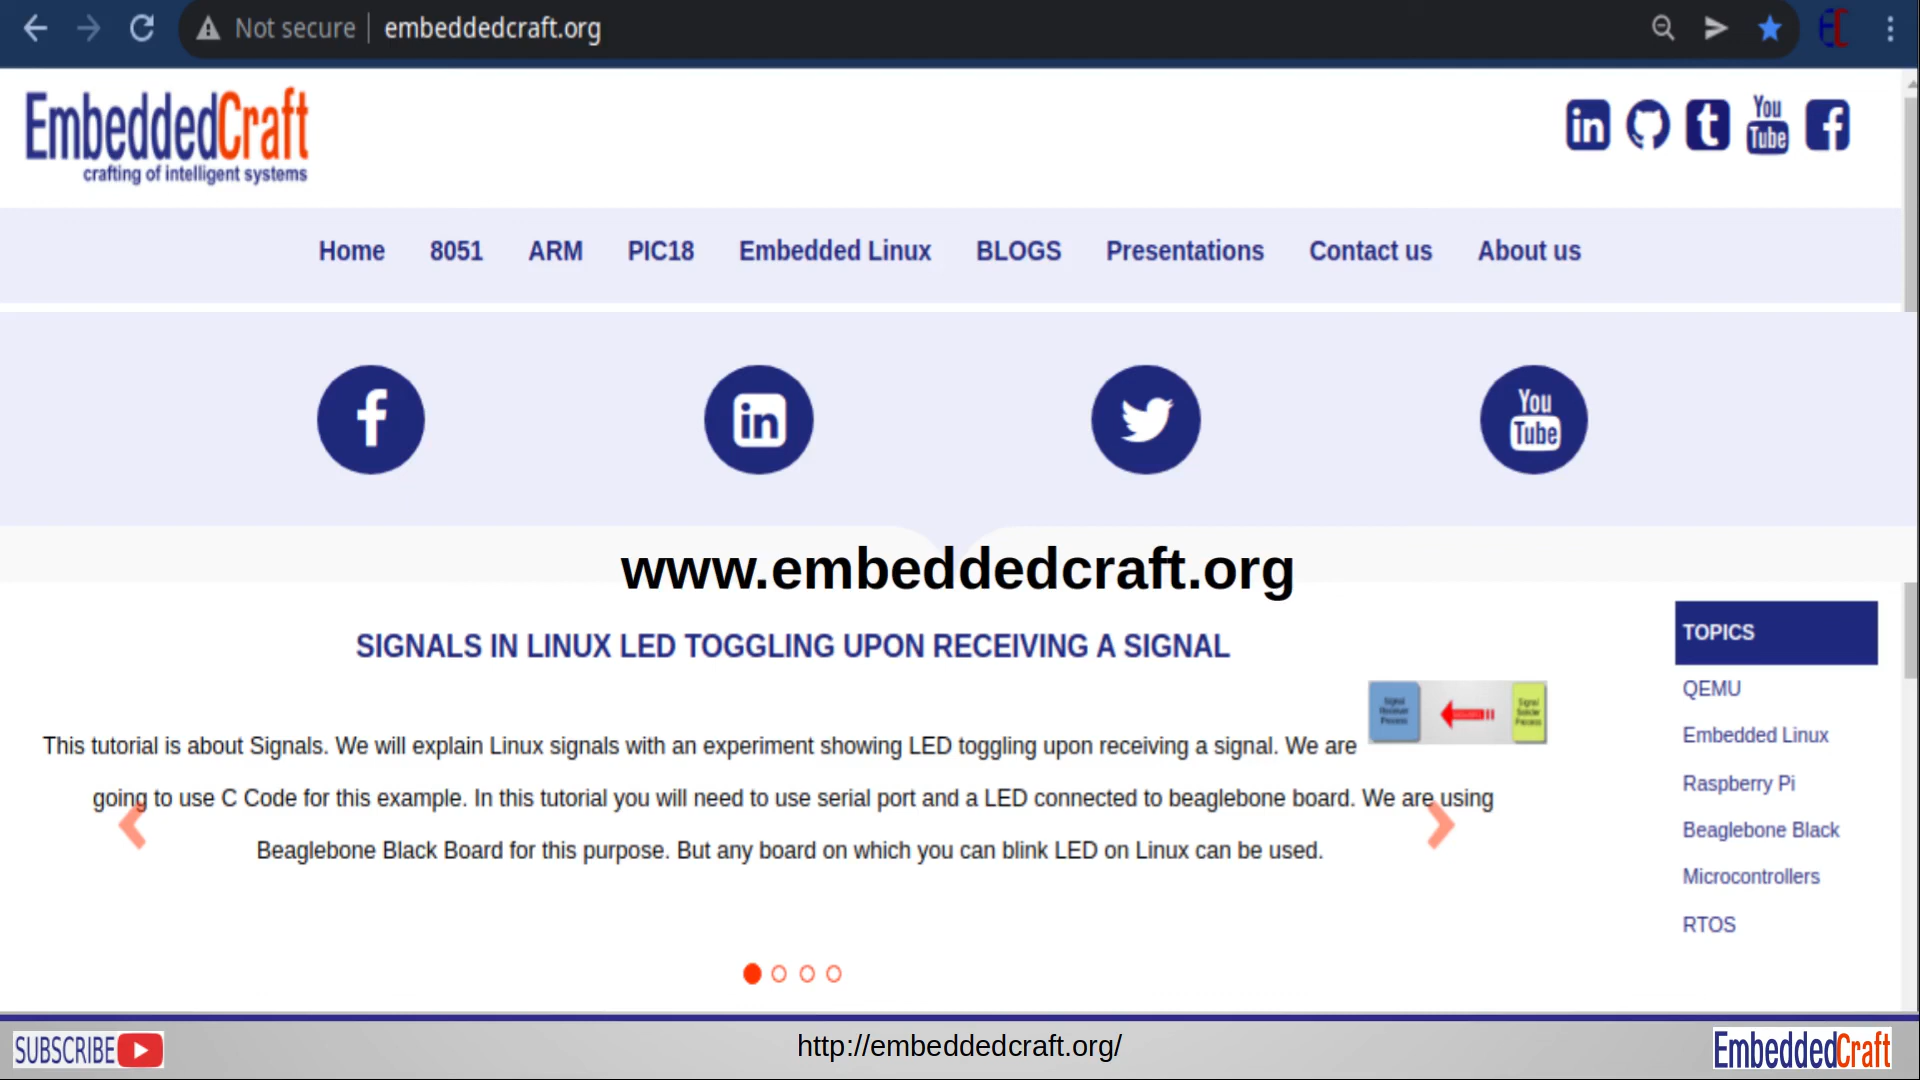 Not secure embeddedcraft.org
EC
EmbeddedCraft
crafting of intelligent systems
in t You Tube f
Home 8051 ARM PIC18 Embedded Linux BLOGS Presentations Contact us About us
f in You Tube
www.embeddedcraft.org
SIGNALS IN LINUX LED TOGGLING UPON RECEIVING A SIGNAL
This tutorial is about Signals. We will explain Linux signals with an experiment showing LED toggling upon receiving a signal. We are
going to use C Code for this example. In this tutorial you will need to use serial port and a LED connected to beaglebone board. We are using
Beaglebone Black Board for this purpose. But any board on which you can blink LED on Linux can be used.
TOPICS
QEMU
Embedded Linux
Raspberry Pi
Beaglebone Black
Microcontrollers
RTOS
SUBSCRIBE
http://embeddedcraft.org/
EmbeddedCraft